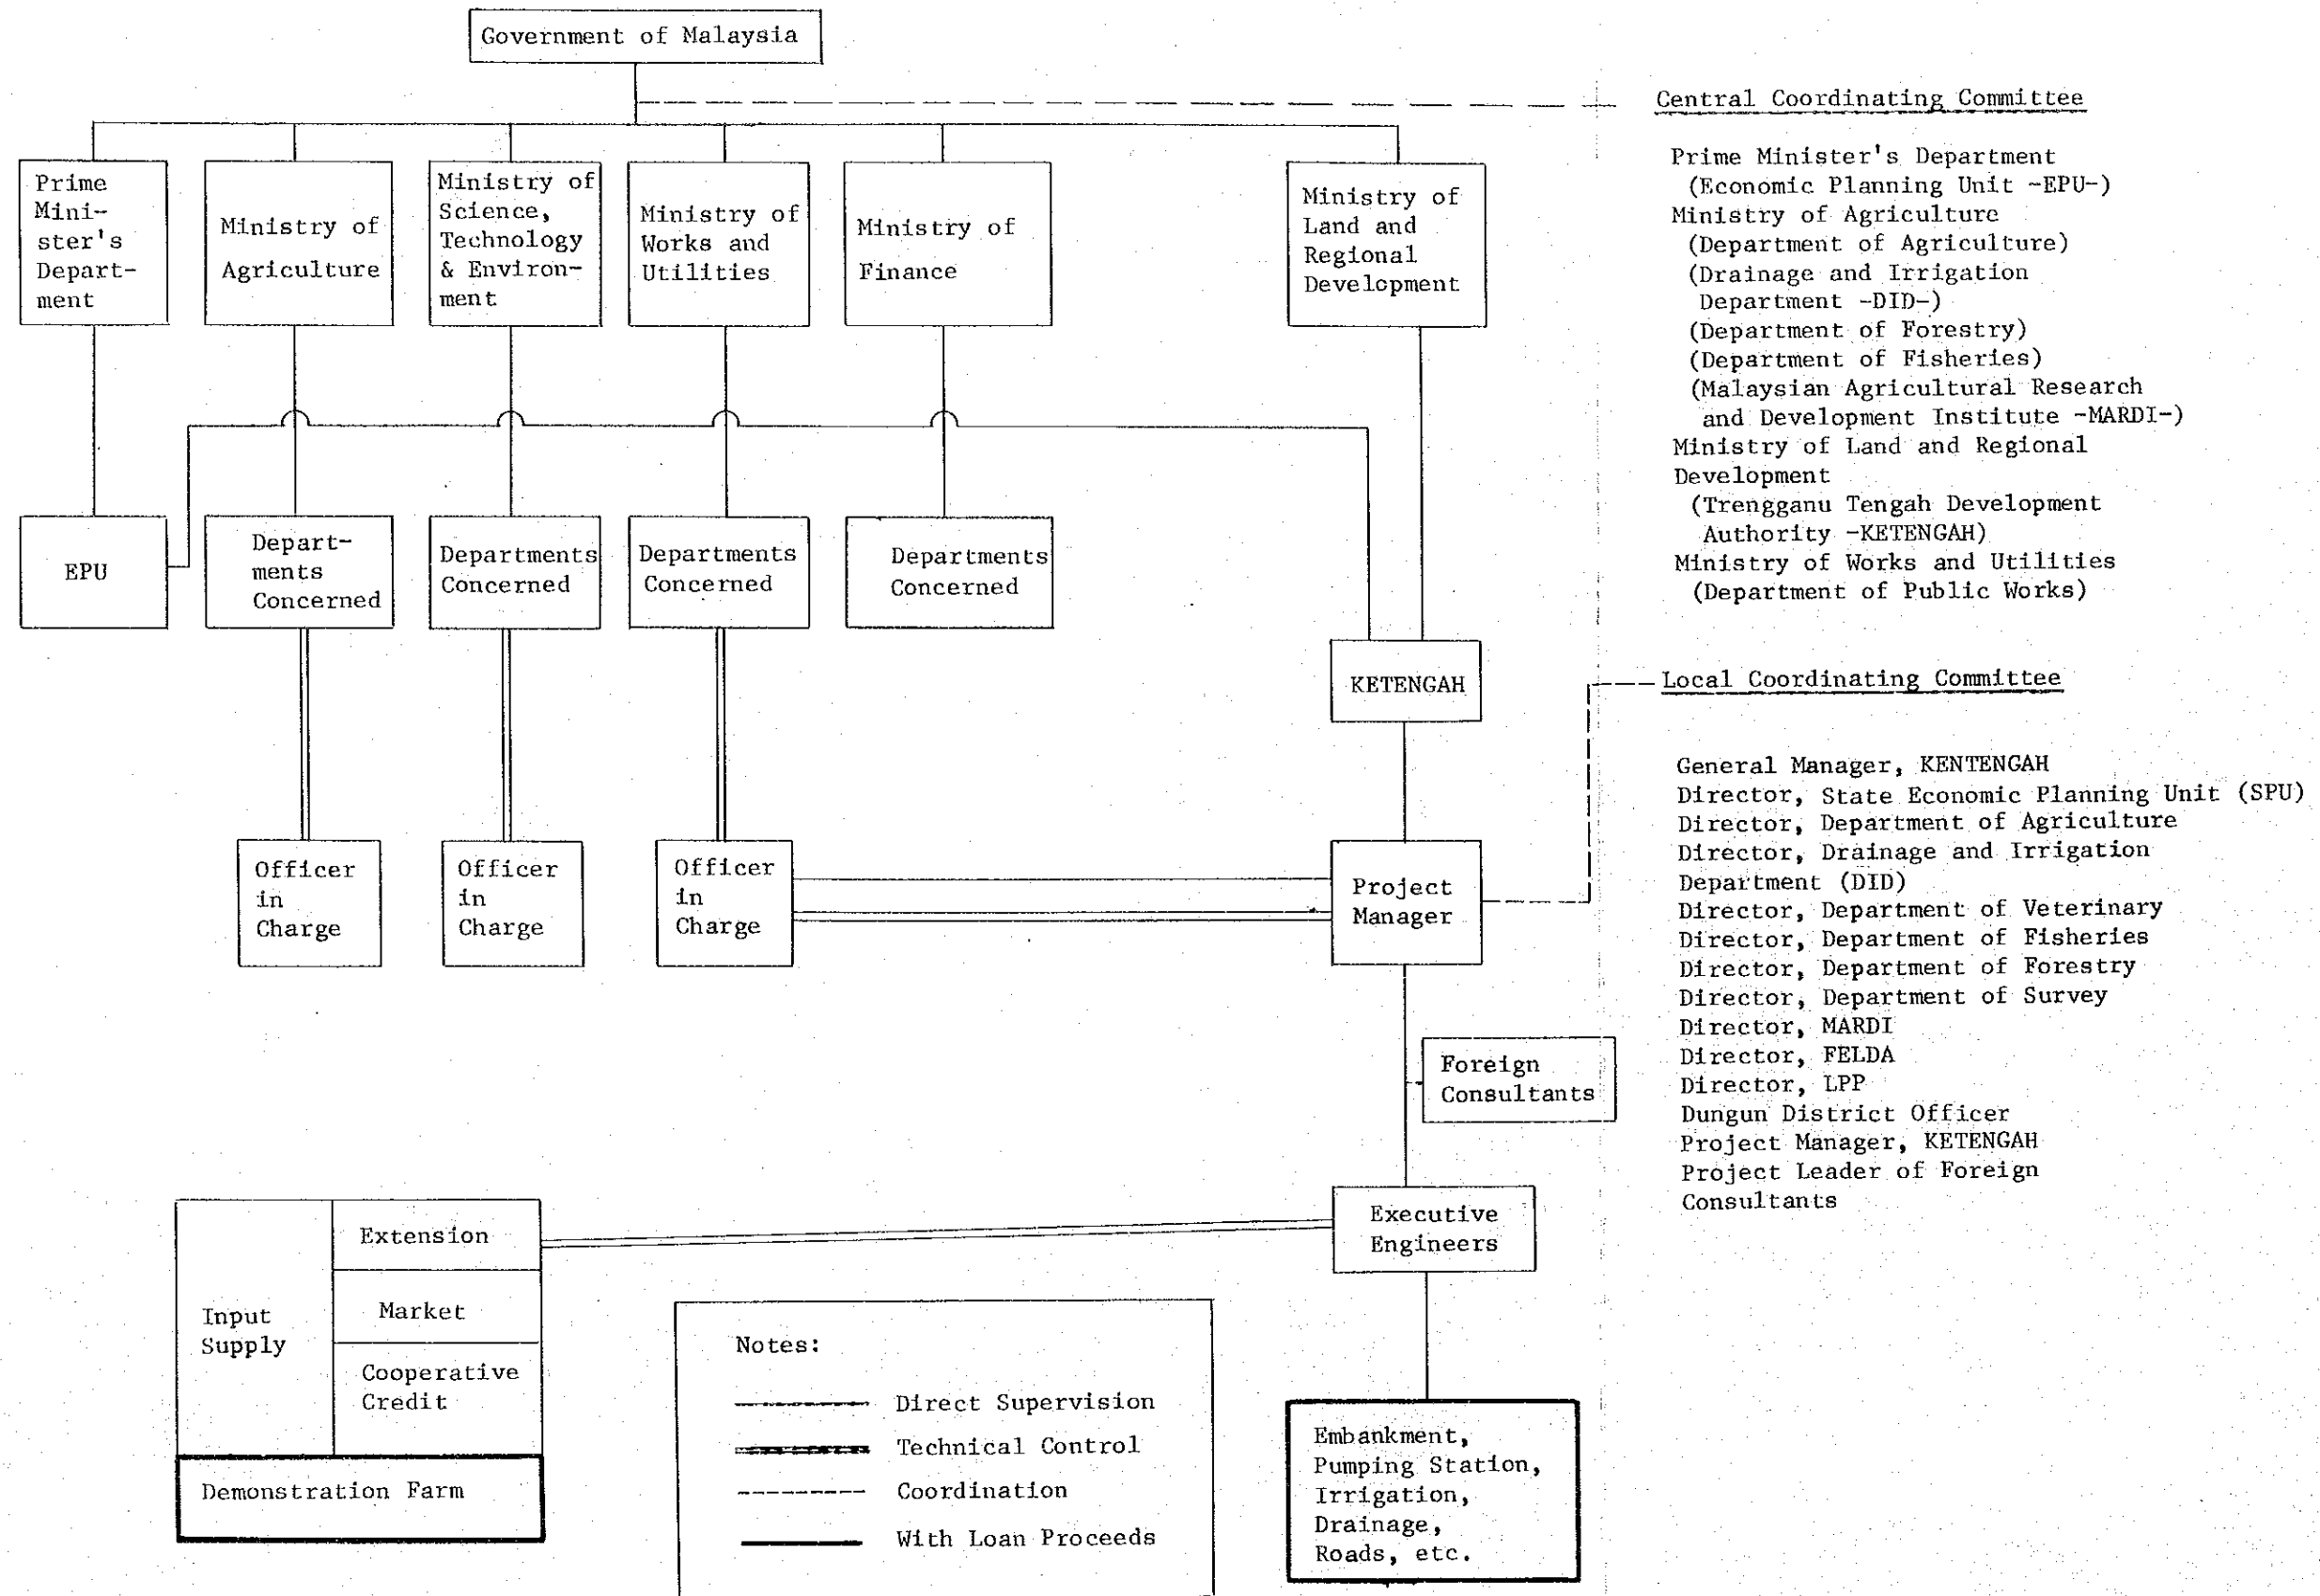 Government of Malaysia
Prime
Mini-
ster's
Depart-
ment
Ministry of
Agriculture
Ministry of
Science,
Technology
& Environ-
ment
Ministry of
Works and
Utilities
Ministry of
Finance
Ministry of
Land and
Regional
Development
EPU
Depart-
ments
Concerned
Departments
Concerned
Departments
Concerned
Departments
Concerned
KETENGAH
Officer
in
Charge
Officer
in
Charge
Officer
in
Charge
Project
Manager
Foreign
Consultants
Executive
Engineers
Input
Supply
Extension
Market
Cooperative
Credit
Demonstration Farm
Notes:
Direct Supervision
Technical Control
Coordination
With Loan Proceeds
Embankment,
Pumping Station,
Irrigation,
Drainage,
Roads, etc.
Central Coordinating Committee
Prime Minister's Department
(Economic Planning Unit -EPU-)
Ministry of Agriculture
(Department of Agriculture)
(Drainage and Irrigation
Department -DID-)
(Department of Forestry)
(Department of Fisheries)
(Malaysian Agricultural Research
and Development Institute -MARDI-)
Ministry of Land and Regional
Development
(Trengganu Tengah Development
Authority -KETENGAH)
Ministry of Works and Utilities
(Department of Public Works)
Local Coordinating Committee
General Manager, KENTENGAH
Director, State Economic Planning Unit (SPU)
Director, Department of Agriculture
Director, Drainage and Irrigation
Department (DID)
Director, Department of Veterinary
Director, Department of Fisheries
Director, Department of Forestry
Director, Department of Survey
Director, MARDI
Director, FELDA
Director, LPP
Dungun District Officer
Project Manager, KETENGAH
Project Leader of Foreign
Consultants